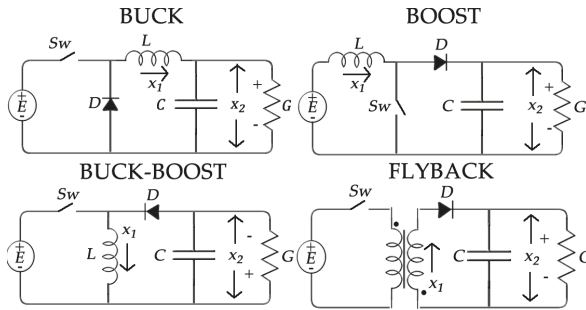 BUCK
Sw
L
x1
+
E
-
D
C
x2
+
-
G
BOOST
L
D
x1
+
E
-
Sw
C
x2
+
-
G
BUCK-BOOST
Sw
D
+
E
-
L
x1
C
x2
-
+
G
FLYBACK
Sw
D
+
E
-
x1
C
x2
+
-